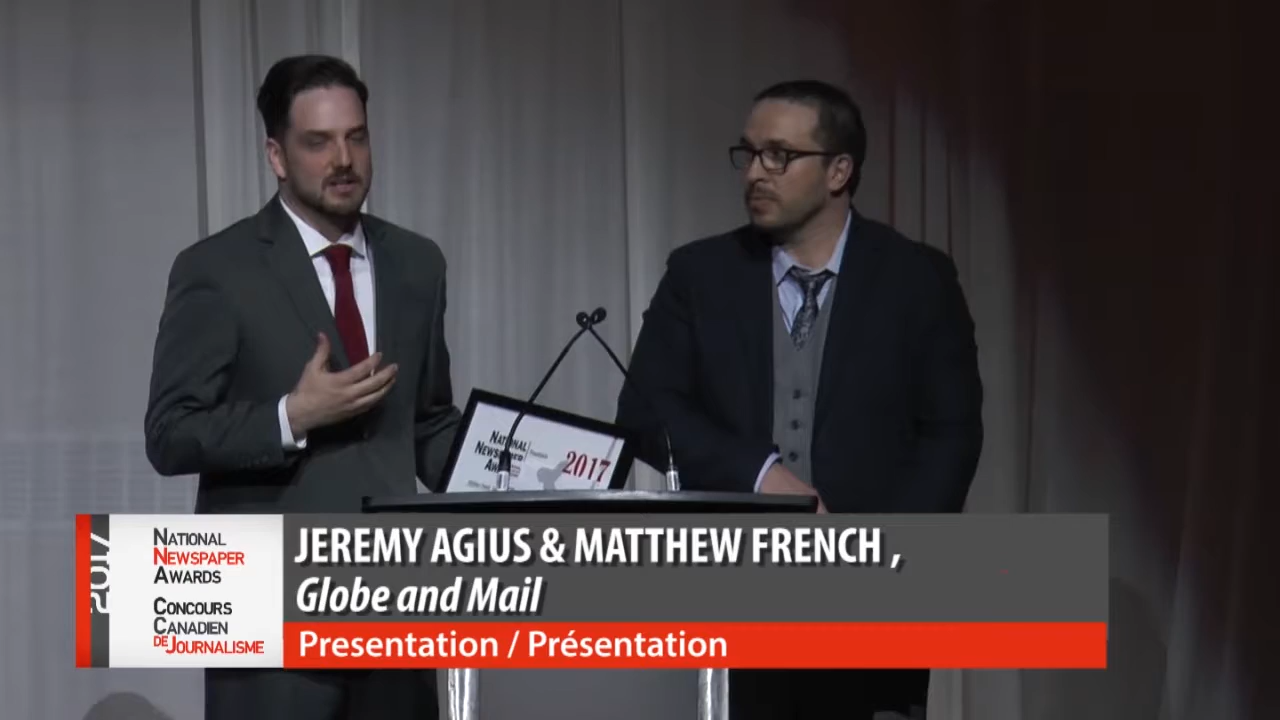 NATIONAL
NEWSPAPER
AWARDS
2017
2017
NATIONAL
NEWSPAPER
AWARDS
CONCOURS
CANADIEN
DE JOURNALISME
JEREMY AGIUS & MATTHEW FRENCH ,
Globe and Mail
Presentation / Présentation